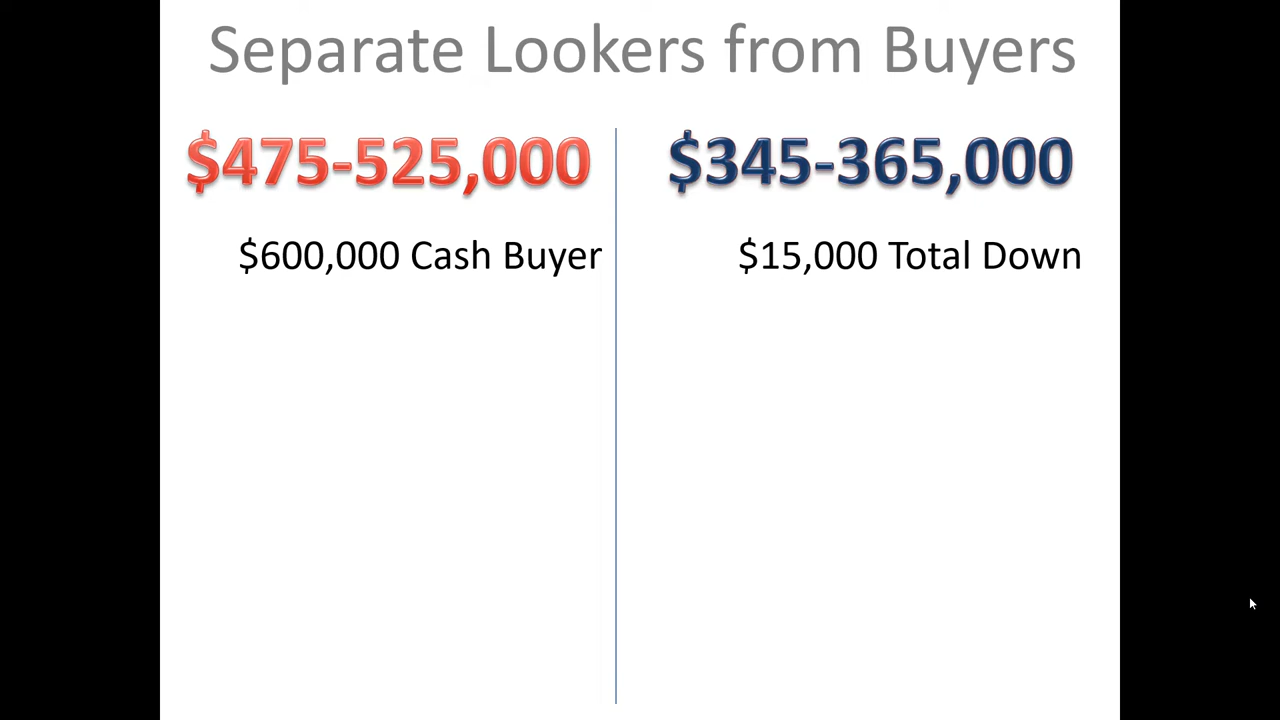 Separate Lookers from Buyers
$475-525,000
$600,000 Cash Buyer
$345-365,000
$15,000 Total Down